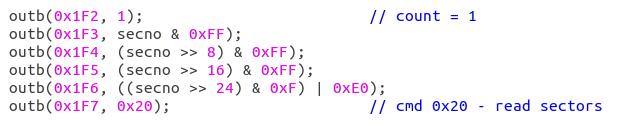 outb(0x1F2, 1);                         // count = 1
outb(0x1F3, secno & 0xFF);
outb(0x1F4, (secno >> 8) & 0xFF);
outb(0x1F5, (secno >> 16) & 0xFF);
outb(0x1F6, ((secno >> 24) & 0xF) | 0xE0);
outb(0x1F7, 0x20);                      // cmd 0x20 - read sectors